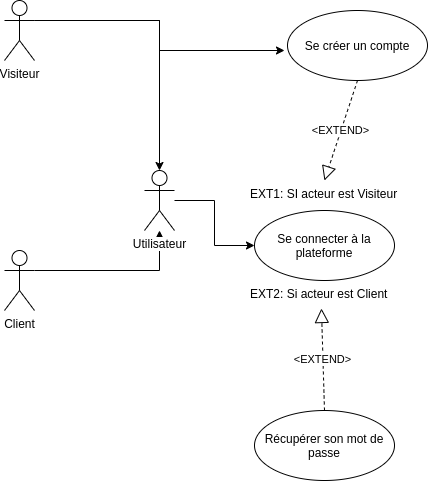 Se créer un compte
Visiteur
<EXTEND>
EXT1: SI acteur est Visiteur
Utilisateur
Se connecter à la
plateforme
EXT2: Si acteur est Client
Client
<EXTEND>
Récupérer son mot de
passe